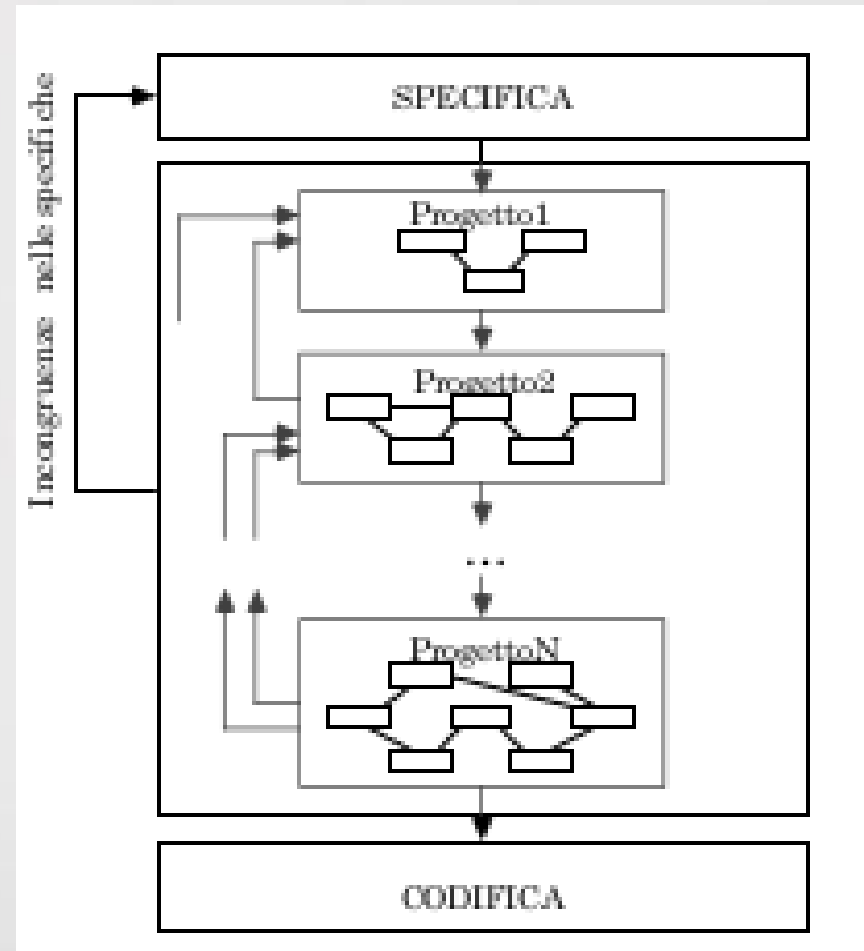 SPECIFICA
Incongruenze nelle specifiche
Progetto1
Progetto2
...
ProgettoN
CODIFICA